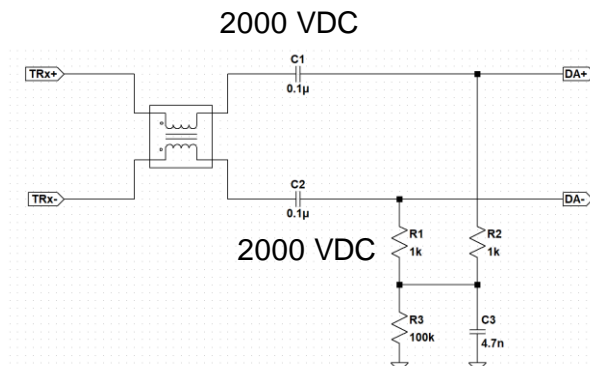 2000 VDC
C1
TRx+
DA+
0.1µ
C2
TRx-
DA-
0.1µ
R1
R2
2000 VDC
1k
1k
R3
C3
100k
4.7n